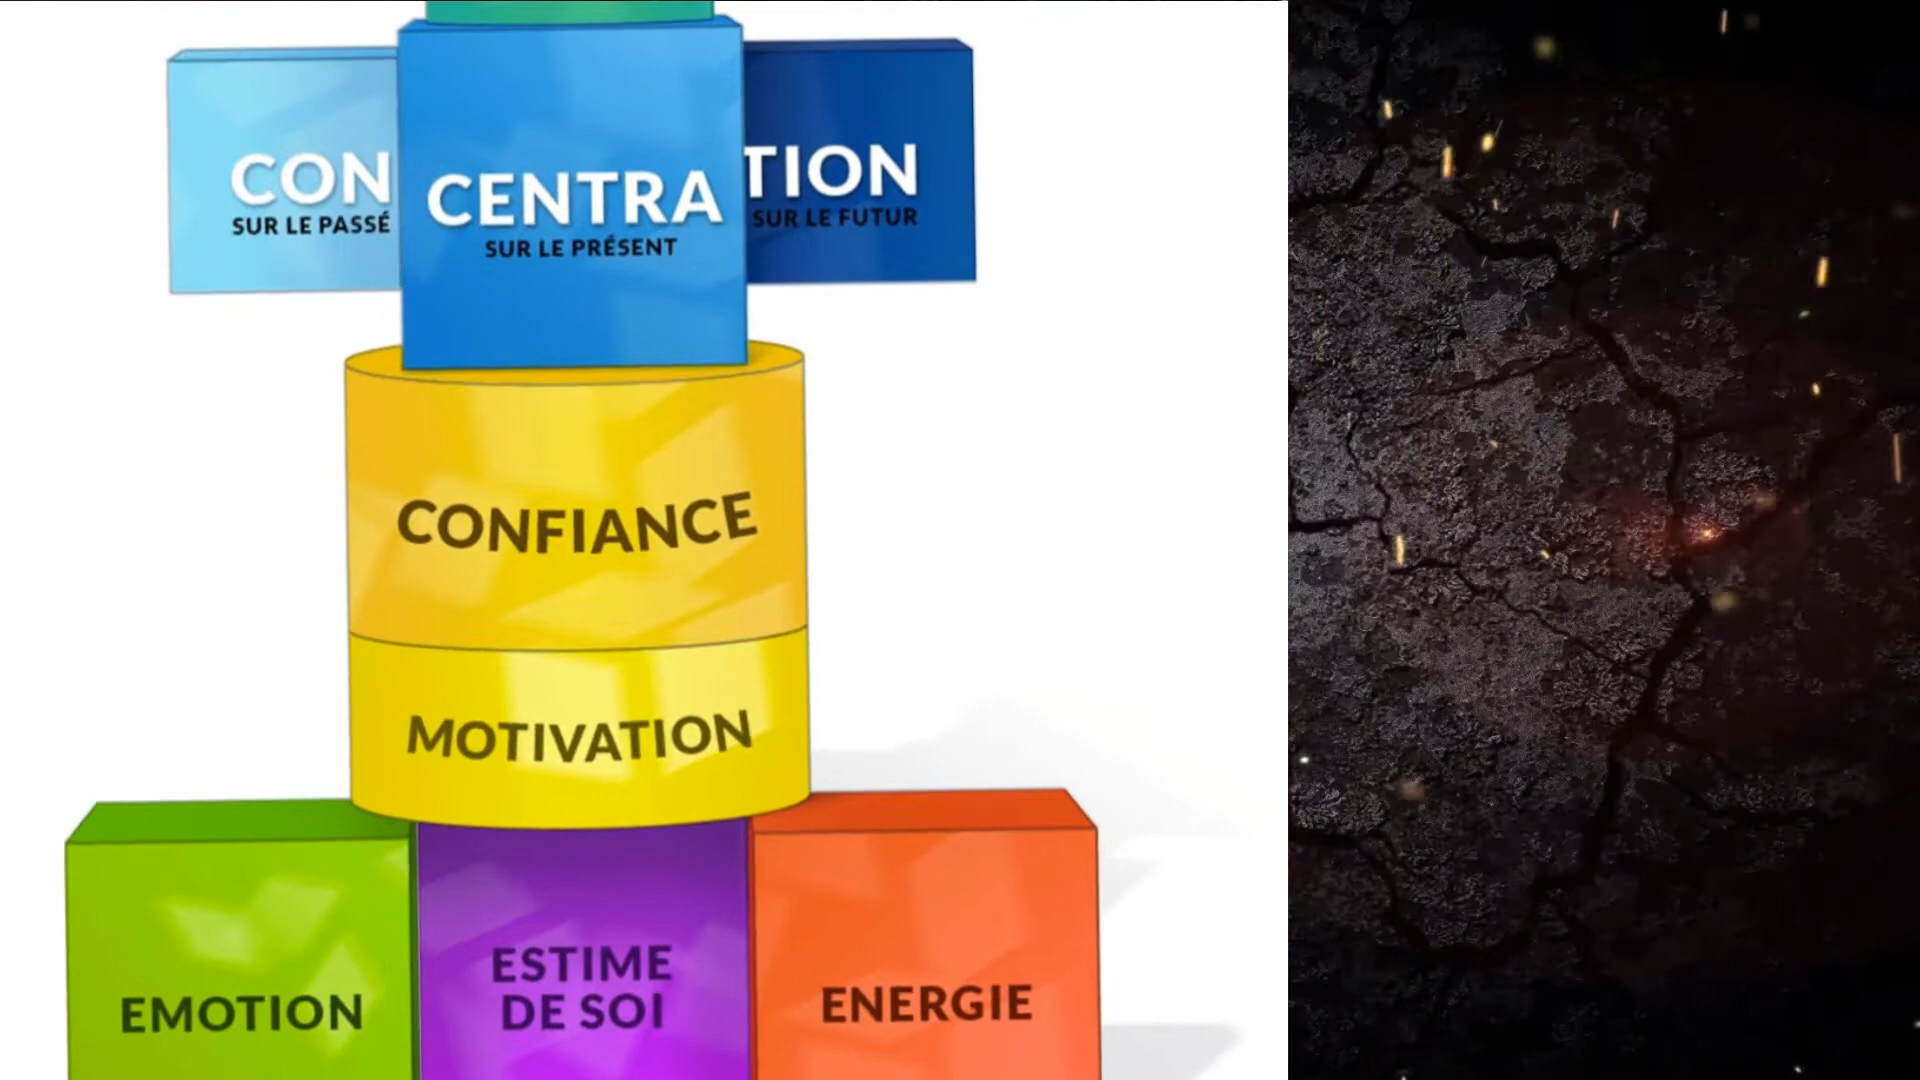 CON
SUR LE PASSÉ
CENTRA
SUR LE PRÉSENT
TION
SUR LE FUTUR
CONFIANCE
MOTIVATION
EMOTION
ESTIME
DE SOI
ENERGIE